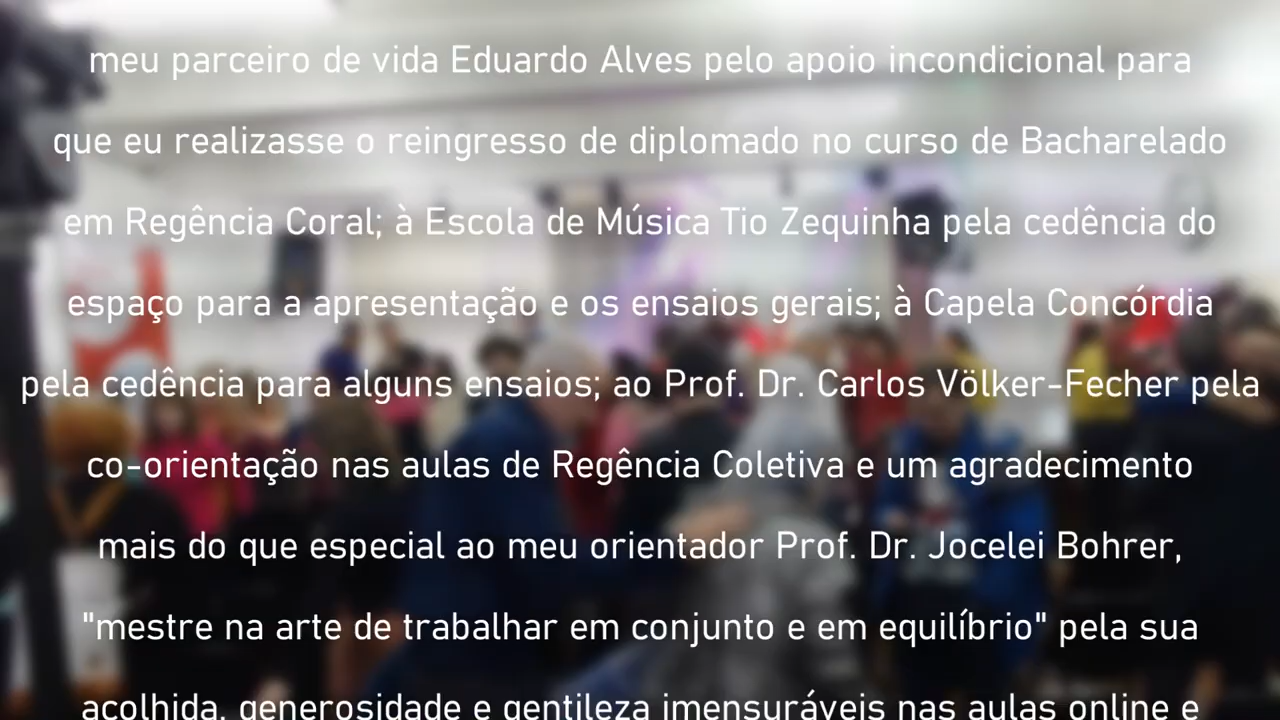 meu parceiro de vida Eduardo Alves pelo apoio incondicional para
que eu realizasse o reingresso de diplomado no curso de Bacharelado
em Regência Coral; à Escola de Música Tio Zequinha pela cedência do
espaço para a apresentação e os ensaios gerais; à Capela Concórdia
pela cedência para alguns ensaios; ao Prof. Dr. Carlos Völker-Fecher pela
co-orientação nas aulas de Regência Coletiva e um agradecimento
mais do que especial ao meu orientador Prof. Dr. Jocelei Bohrer,
"mestre na arte de trabalhar em conjunto e em equilíbrio" pela sua
acolhida, generosidade e gentileza imensuráveis nas aulas online e